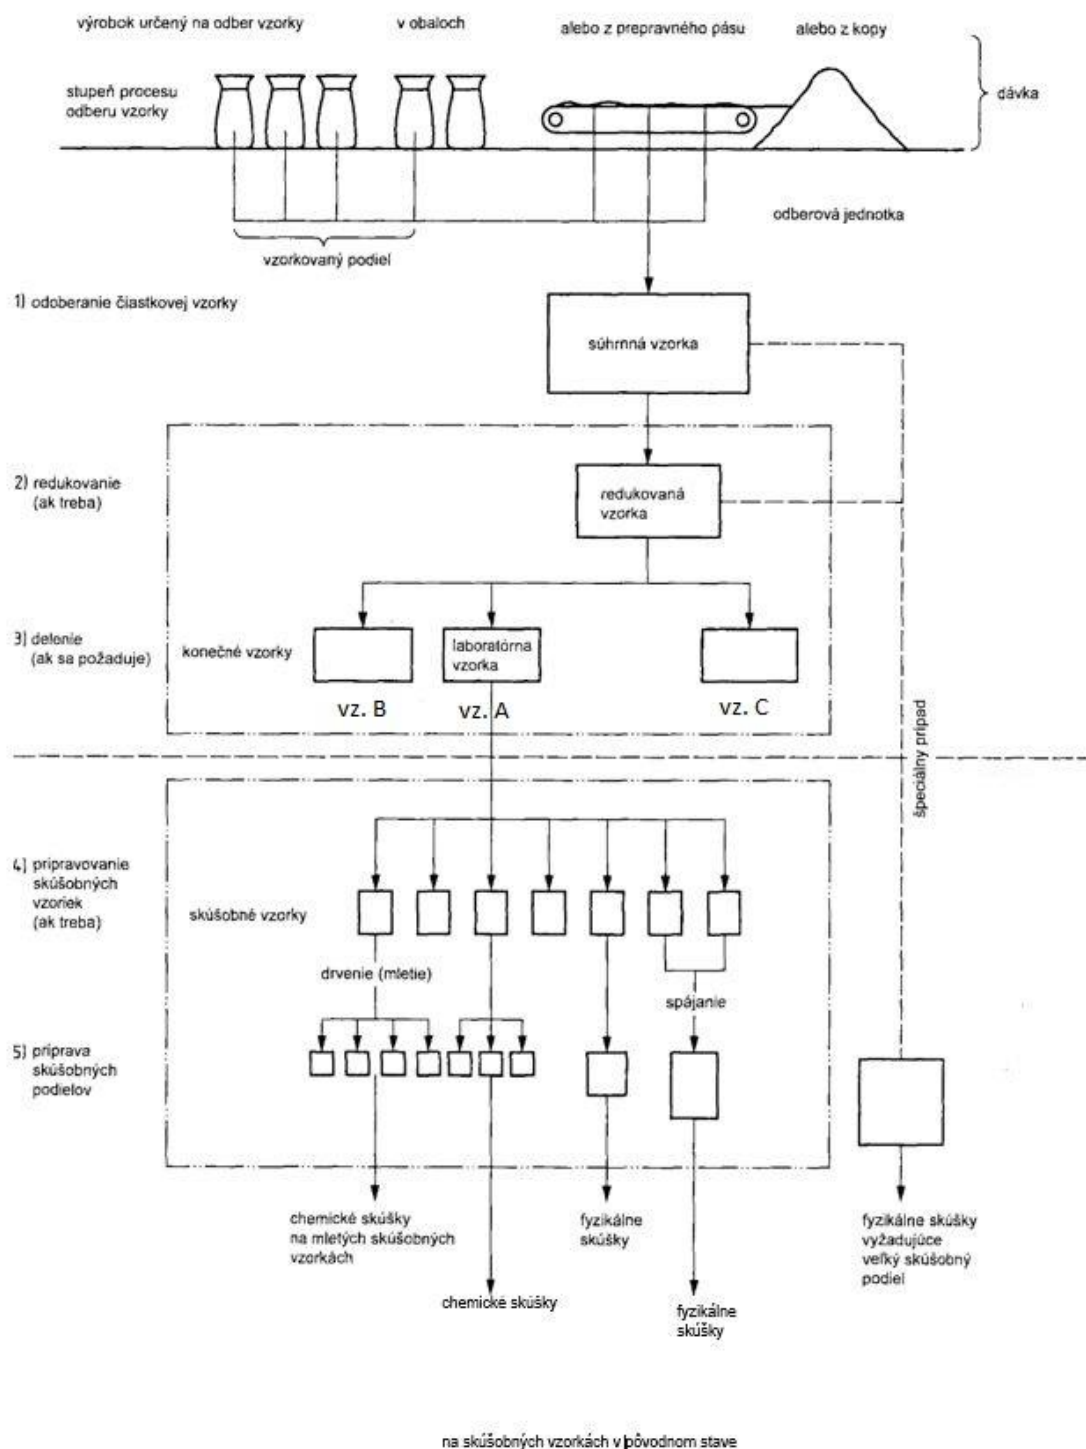 výrobok určený na odber vzorky
v obaloch
alebo z prepravného pásu
alebo z kopy
stupeň procesu
odberu vzorky
dávka
odberová jednotka
vzorkovaný podiel
1) odoberanie čiastkovej vzorky
súhrnná vzorka
2) redukovanie
(ak treba)
redukovaná
vzorka
3) delenie
(ak sa požaduje)
konečné vzorky
laboratórna
vzorka
vz. B
vz. A
vz. C
špeciálny prípad
4) pripravovanie
skúšobných
vzoriek
(ak treba)
skúšobné vzorky
drvenie (mletie)
spájanie
5) príprava
skúšobných
podielov
chemické skúšky
na mletých skúšobných
vzorkách
fyzikálne
skúšky
fyzikálne skúšky
vyžadujúce
veľký skúšobný
podiel
chemické skúšky
fyzikálne
skúšky
na skúšobných vzorkách v pôvodnom stave